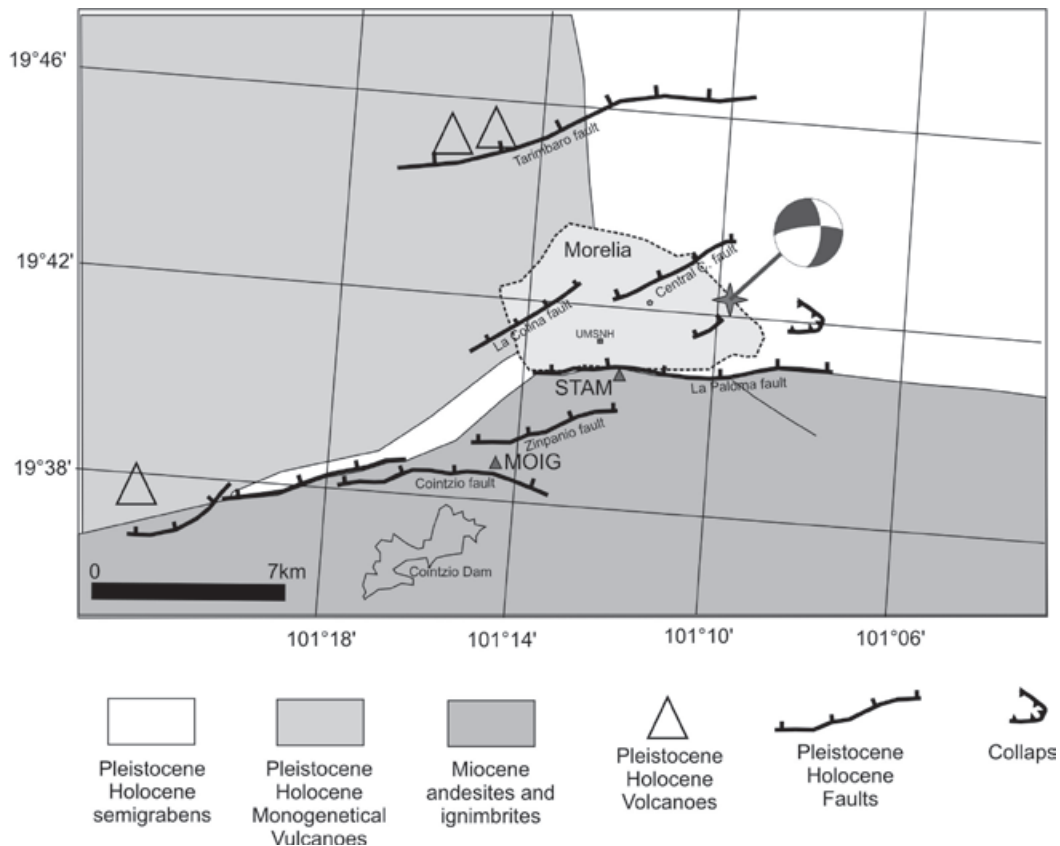 19°46'
Tarimbaro fault
Morelia
19°42'
Central C. fault
La Colina fault
UMSNH
STAM
La Paloma fault
Zinpanio fault
MOIG
19°38'
Cointzio fault
0
7km
Cointzio Dam
101°18'
101°14'
101°10'
101°06'
Pleistocene
Holocene
semigrabens
Pleistocene
Holocene
Monogenetical
Vulcanoes
Miocene
andesites and
ignimbrites
Pleistocene
Holocene
Volcanoes
Pleistocene
Holocene
Faults
Collaps